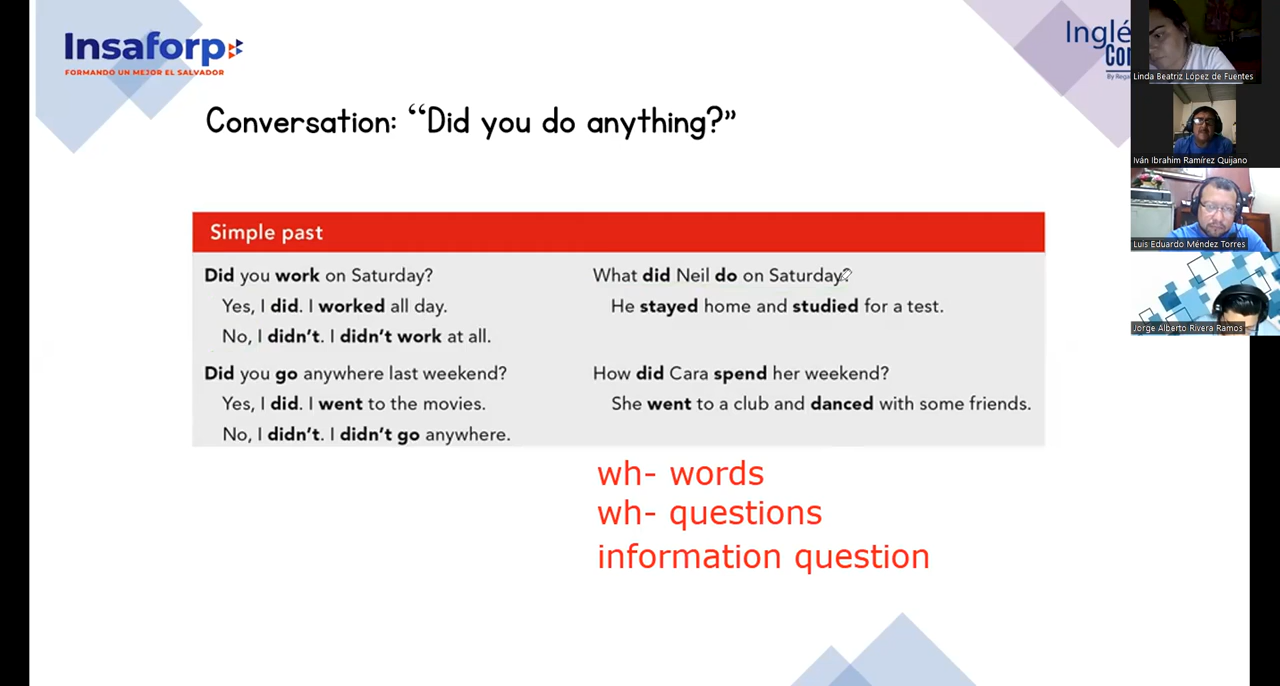 Insaforp
FORMANDO UN MEJOR EL SALVADOR
Conversation: “Did you do anything?”
Simple past
Did you work on Saturday?
Yes, I did. I worked all day.
No, I didn't. I didn't work at all.
Did you go anywhere last weekend?
Yes, I did. I went to the movies.
No, I didn't. I didn't go anywhere.
What did Neil do on Saturday?
He stayed home and studied for a test.
How did Cara spend her weekend?
She went to a club and danced with some friends.
wh- words
wh- questions
information question
Linda Beatriz López de Fuentes
Iván Ibrahim Ramírez Quijano
Luis Eduardo Méndez Torres
Jorge Alberto Rivera Ramos